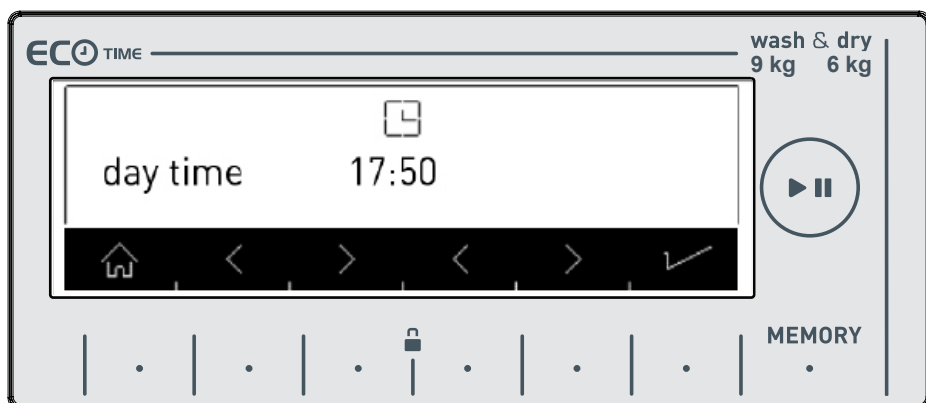 ECO TIME
wash & dry
9 kg 6 kg
day time 17:50
MEMORY